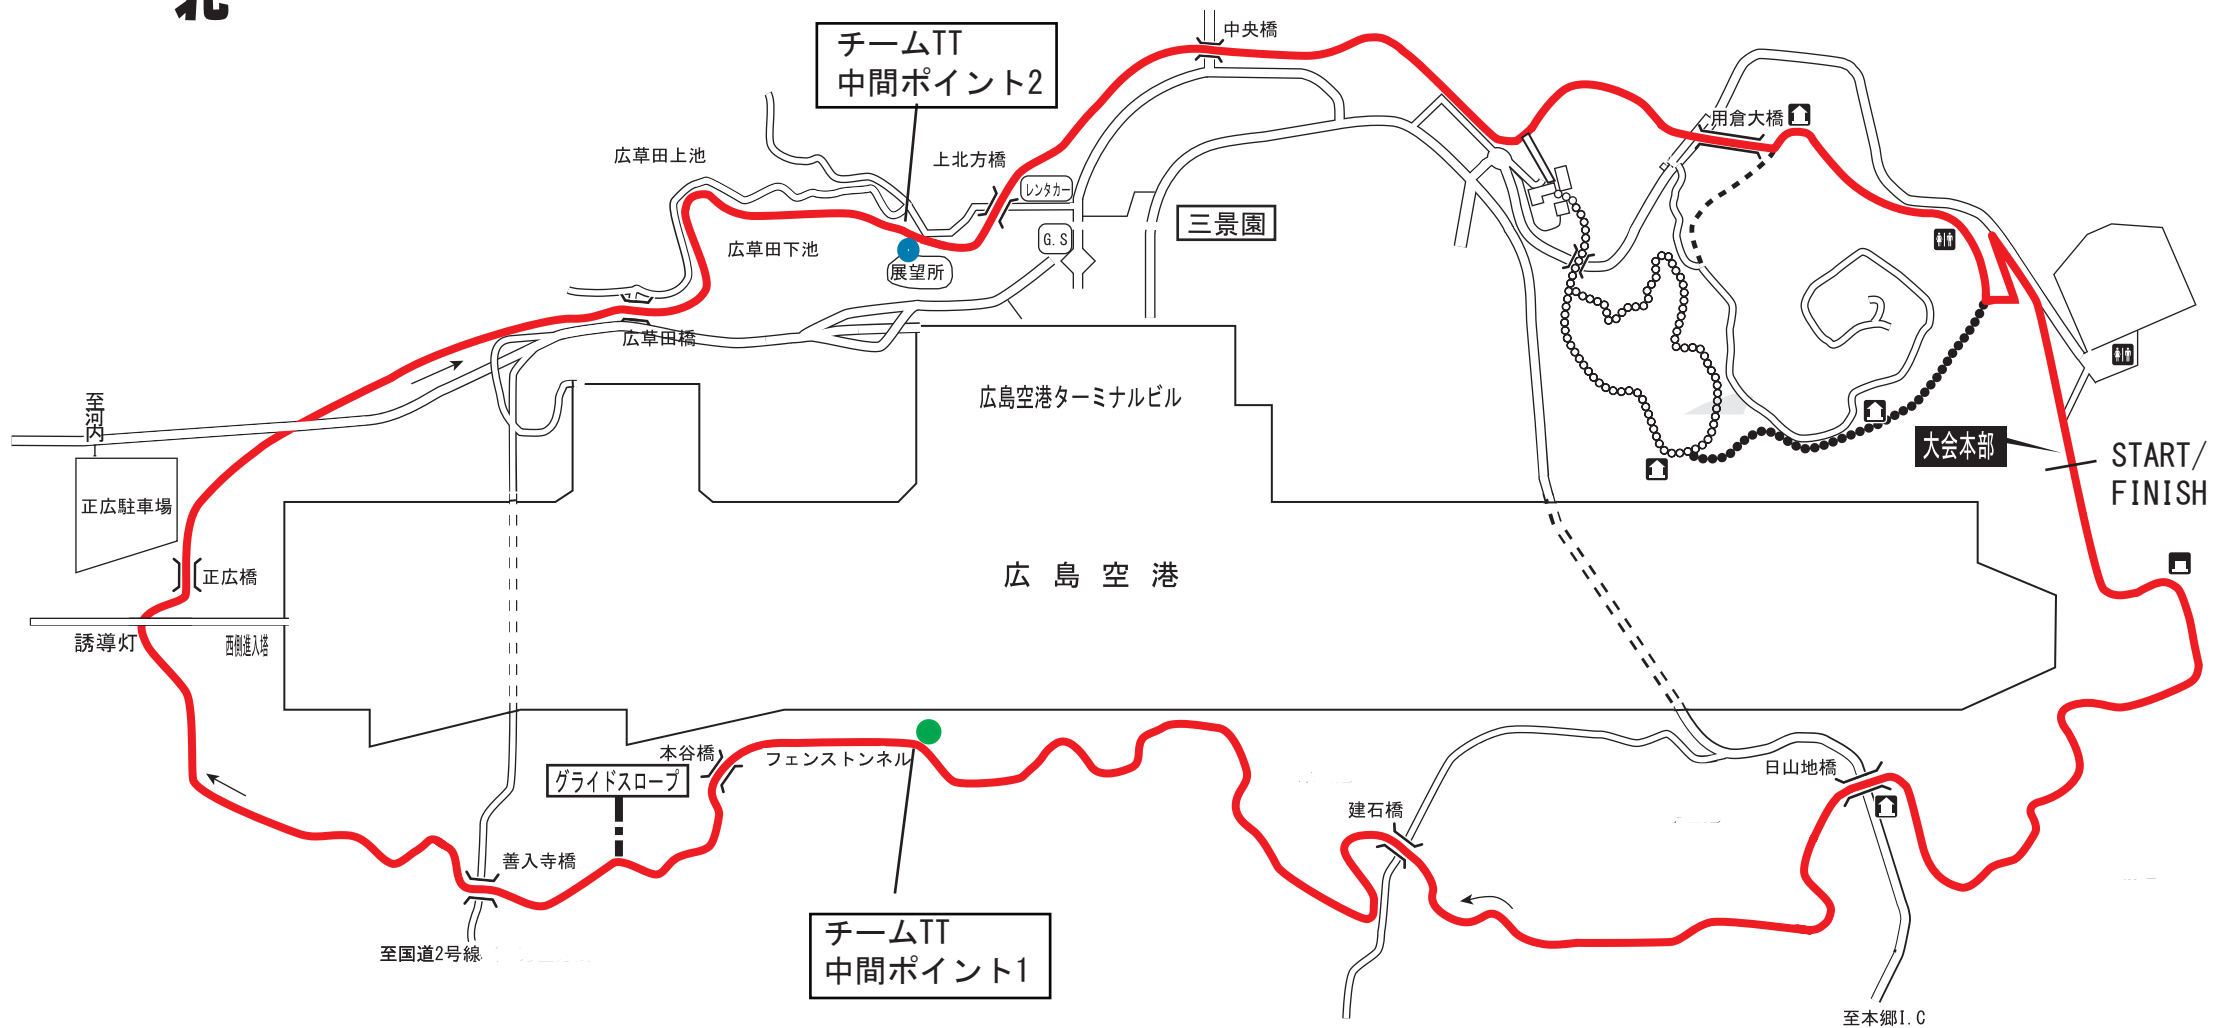 北
中央橋
チームTT
中間ポイント2
用倉大橋
広草田上池
上北方橋
レンタカー
三景園
G.S
広草田下池
展望所
広草田橋
至河内
広島空港ターミナルビル
大会本部
START/
FINISH
正広駐車場
正広橋
広島空港
誘導灯
西側進入塔
本谷橋
フェンストンネル
グライドスロープ
日山地橋
建石橋
善入寺橋
チームTT
中間ポイント1
至国道2号線
至本郷I.C